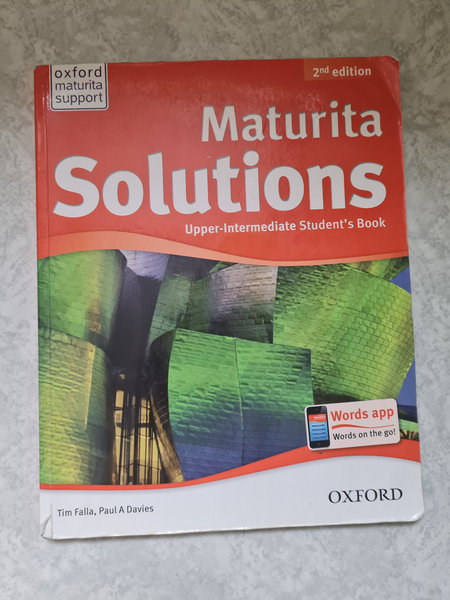 oxford
maturita
support
2nd edition
Maturita
Solutions
Upper-Intermediate Student's Book
Words app
Words on the go!
Tim Falla, Paul A Davies
OXFORD